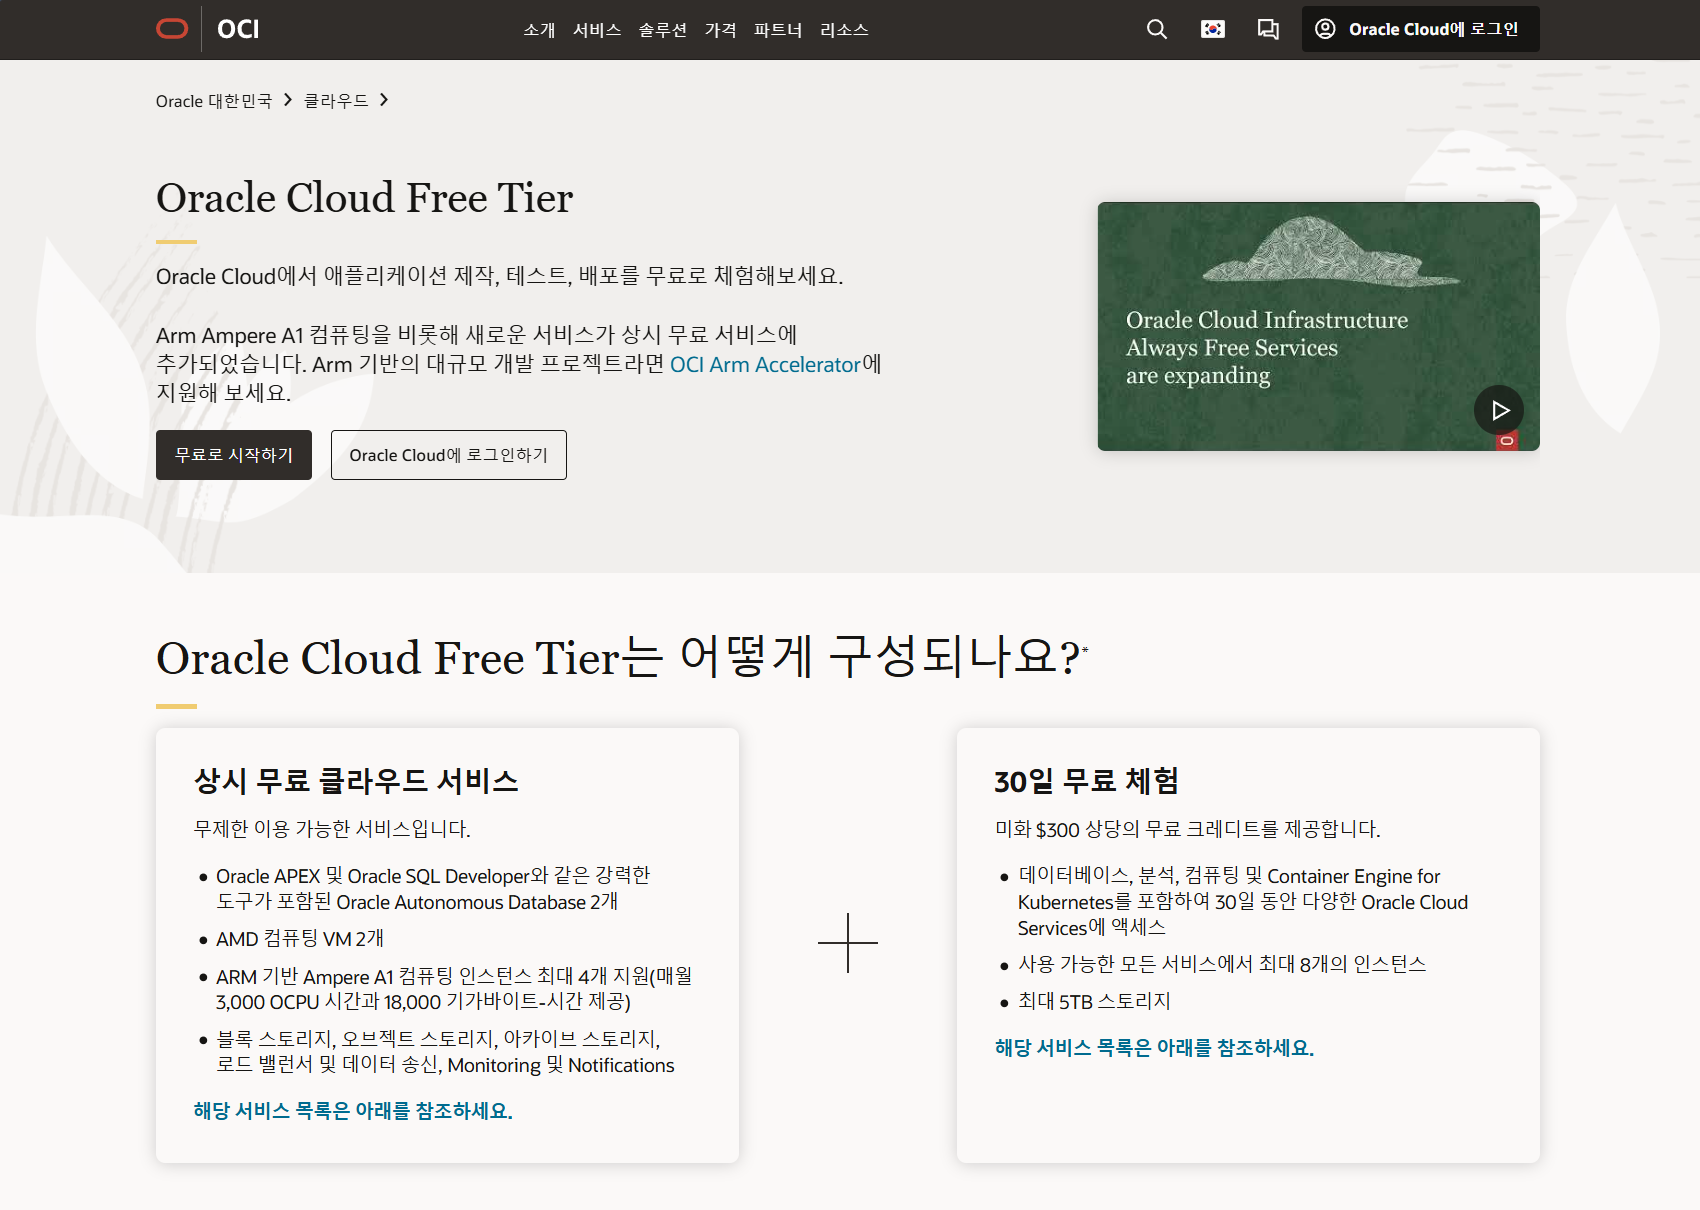 OCI
소개 서비스 솔루션 가격 파트너 리소스
Oracle Cloud에 로그인
Oracle 대한민국 클라우드
Oracle Cloud Free Tier
Oracle Cloud에서 애플리케이션 제작, 테스트, 배포를 무료로 체험해보세요.
Arm Ampere A1 컴퓨팅을 비롯해 새로운 서비스가 상시 무료 서비스에
추가되었습니다. Arm 기반의 대규모 개발 프로젝트라면 OCI Arm Accelerator에
지원해 보세요.
무료로 시작하기
Oracle Cloud에 로그인하기
Oracle Cloud Infrastructure
Always Free Services
are expanding
Oracle Cloud Free Tier는 어떻게 구성되나요?*
상시 무료 클라우드 서비스
무제한 이용 가능한 서비스입니다.
• Oracle APEX 및 Oracle SQL Developer와 같은 강력한
도구가 포함된 Oracle Autonomous Database 2개
• AMD 컴퓨팅 VM 2개
• ARM 기반 Ampere A1 컴퓨팅 인스턴스 최대 4개 지원(매월
3,000 OCPU 시간과 18,000 기가바이트-시간 제공)
• 블록 스토리지, 오브젝트 스토리지, 아카이브 스토리지,
로드 밸런서 및 데이터 송신, Monitoring 및 Notifications
해당 서비스 목록은 아래를 참조하세요.
30일 무료 체험
미화 $300 상당의 무료 크레디트를 제공합니다.
• 데이터베이스, 분석, 컴퓨팅 및 Container Engine for
Kubernetes를 포함하여 30일 동안 다양한 Oracle Cloud
Services에 액세스
• 사용 가능한 모든 서비스에서 최대 8개의 인스턴스
• 최대 5TB 스토리지
해당 서비스 목록은 아래를 참조하세요.